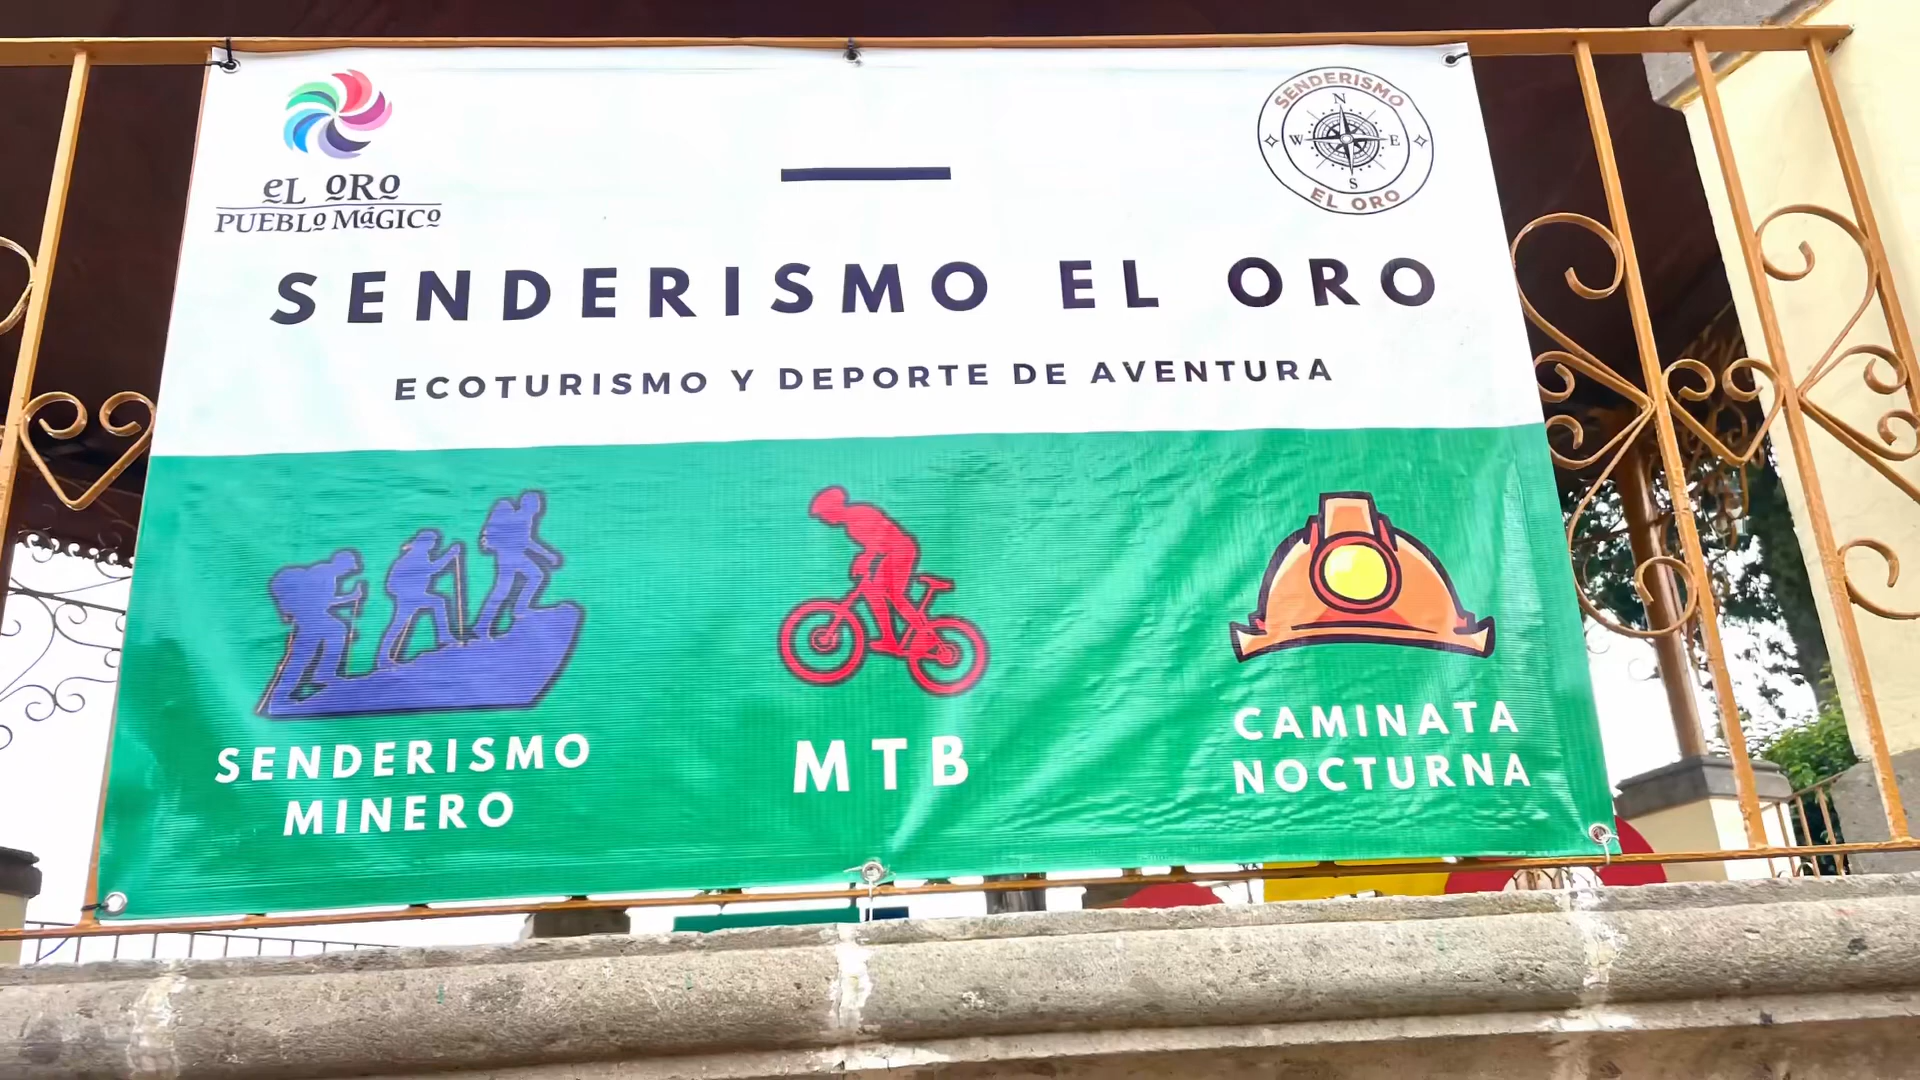 eL oRo
PUEBLo MáGICo
SENDERISMO
N
W E
S
EL ORO
SENDERISMO EL ORO
ECOTURISMO Y DEPORTE DE AVENTURA
SENDERISMO
MINERO
MTB
CAMINATA
NOCTURNA